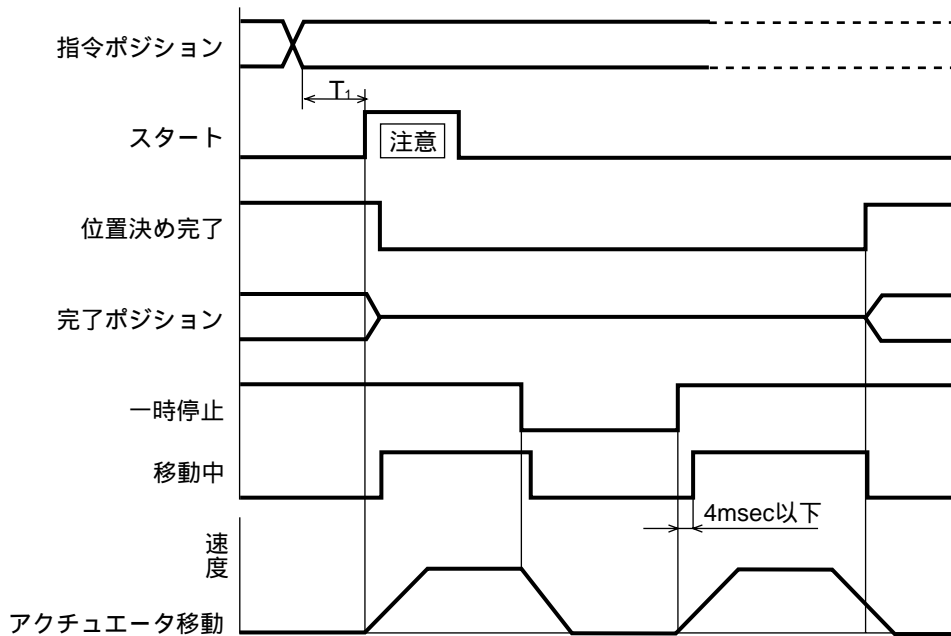 指令ポジション
T₁
スタート
注意
位置決め完了
完了ポジション
一時停止
移動中
4msec以下
速度
アクチュエータ移動